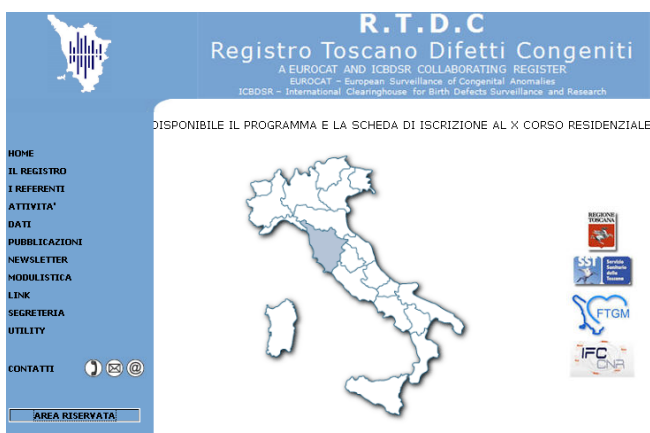 R.T.D.C
Registro Toscano Difetti Congeniti
A EUROCAT AND ICBDSR COLLABORATING REGISTER
EUROCAT – European Surveillance of Congenital Anomalies
ICBDSR – International Clearinghouse for Birth Defects Surveillance and Research
DISPONIBILE IL PROGRAMMA E LA SCHEDA DI ISCRIZIONE AL X CORSO RESIDENZIALE
HOME
IL REGISTRO
I REFERENTI
ATTIVITA'
DATI
PUBBLICAZIONI
NEWSLETTER
MODULISTICA
LINK
SEGRETERIA
UTILITY
CONTATTI
@
AREA RISERVATA
REGIONE
TOSCANA
SST
Servizio
Sanitario
della
Toscana
FTGM
IFC
CNR